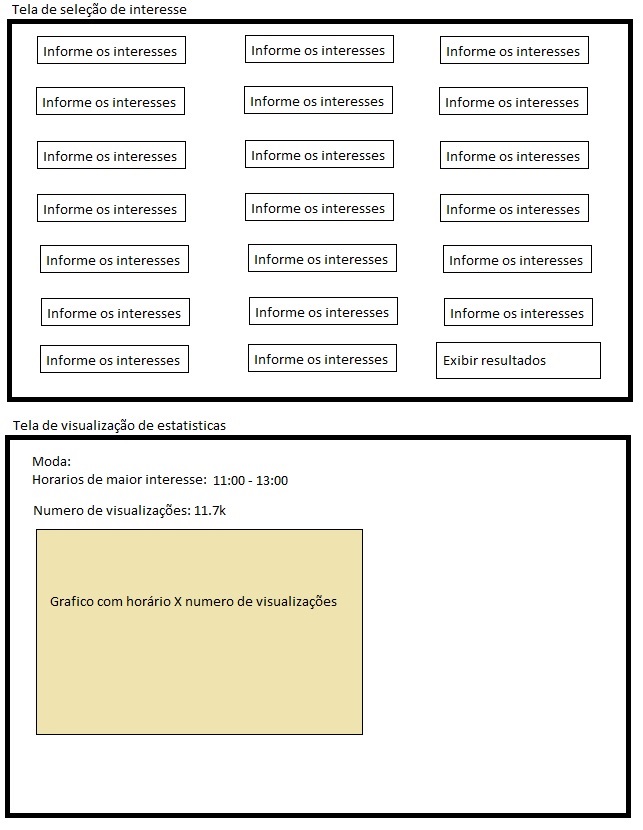 Tela de seleção de interesse
Informe os interesses Informe os interesses Informe os interesses
Informe os interesses Informe os interesses Informe os interesses
Informe os interesses Informe os interesses Informe os interesses
Informe os interesses Informe os interesses Informe os interesses
Informe os interesses Informe os interesses Informe os interesses
Informe os interesses Informe os interesses Informe os interesses
Informe os interesses Informe os interesses Exibir resultados
Tela de visualização de estatisticas
Moda:
Horarios de maior interesse: 11:00 - 13:00
Numero de visualizações: 11.7k
Grafico com horário X numero de visualizações